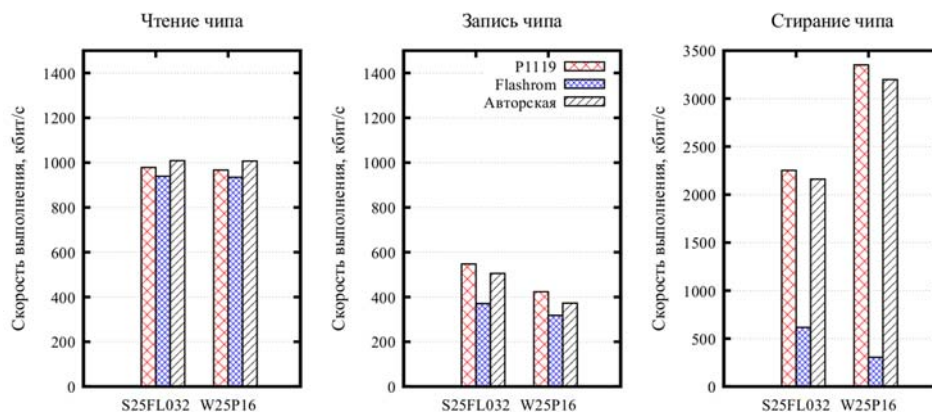 Чтение чипа
Скорость выполнения, кбит/с
1400
1200
1000
800
600
400
200
0
S25FL032 W25P16
Запись чипа
Скорость выполнения, кбит/с
1400
1200
1000
800
600
400
200
0
P1119
Flashrom
Авторская
S25FL032 W25P16
Стирание чипа
Скорость выполнения, кбит/с
3500
3000
2500
2000
1500
1000
500
0
S25FL032 W25P16